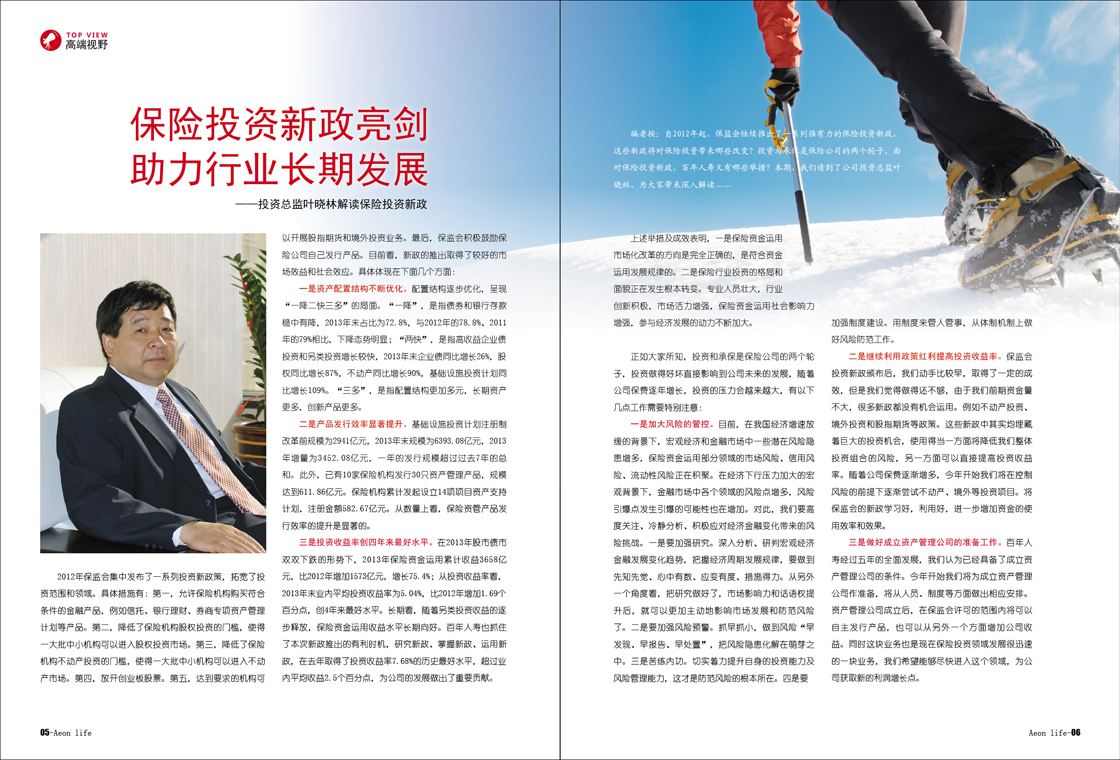 TOP VIEW
高端视野
保险投资新政亮剑
助力行业长期发展
——投资总监叶晓林解读保险投资新政
2012年保监会集中发布了一系列投资新政策，拓宽了投
资范围和领域。具体措施有：第一，允许保险机构购买符合
条件的金融产品，例如信托、银行理财、券商专项资产管理
计划等产品。第二，降低了保险机构股权投资的门槛，使得
一大批中小机构可以进入股权投资市场。第三，降低了保险
机构不动产投资的门槛，使得一大批中小机构可以进入不动
产市场。第四，放开创业板股票。第五，达到要求的机构可
以开展股指期货和境外投资业务。最后，保监会积极鼓励保
险公司自己发行产品。目前看，新政的推出取得了较好的市
场效益和社会效应。具体体现在下面几个方面：
一是资产配置结构不断优化。配置结构逐步优化，呈现
“一降二快三多”的局面。“一降”，是指债券和银行存款
稳中有降，2013年末占比为72.8%，与2012年的78.8%、2011
年的79%相比，下降态势明显；“两快”，是指高收益企业债
投资和另类投资增长较快，2013年末企业债同比增长26%，股
权同比增长87%，不动产同比增长90%，基础设施投资计划同
比增长109%。“三多”，是指配置结构更加多元，长期资产
更多，创新产品更多。
二是产品发行效率显著提升。基础设施投资计划注册制
改革前规模为2941亿元，2013年末规模为6393.08亿元，2013
年增量为3452.08亿元，一年的发行规模超过过去7年的总
和。此外，已有10家保险机构发行30只资产管理产品，规模
达到611.86亿元。保险机构累计发起设立14项项目资产支持
计划，注册金额582.67亿元。从数量上看，保险资管产品发
行效率的提升是显著的。
三是投资收益率创四年来最好水平。在2013年股市债市
双双下跌的形势下，2013年保险资金运用累计收益3658亿
元，比2012年增加1573亿元，增长75.4%；从投资收益率看，
2013年末业内平均投资收益率为5.04%，比2012年增加1.69个
百分点，创4年来最好水平。长期看，随着另类投资收益的逐
步释放，保险资金运用收益水平长期向好。百年人寿也抓住
了本次新政推出的有利时机，研究新政、掌握新政、运用新
政，在去年取得了投资收益率7.68%的历史最好水平，超过业
内平均收益2.5个百分点，为公司的发展做出了重要贡献。
05-Aeon life
编者按：自2012年起，保监会陆续推出了一系列强有力的保险投资新政，
这些新政将对保险投资带来哪些改变？投资与承保是保险公司的两个轮子，面
对保险投资新政，百年人寿又有哪些举措？本期，我们请到了公司投资总监叶
晓林，为大家带来深入解读……
上述举措及成效表明，一是保险资金运用
市场化改革的方向是完全正确的，是符合资金
运用发展规律的。二是保险行业投资的格局和
面貌正在发生根本转变。专业人员壮大，行业
创新积极，市场活力增强，保险资金运用社会影响力
增强，参与经济发展的动力不断加大。
正如大家所知，投资和承保是保险公司的两个轮
子，投资做得好坏直接影响到公司未来的发展，随着
公司保费逐年增长，投资的压力会越来越大，有以下
几点工作需要特别注意：
一是加大风险的管控。目前，在我国经济增速放
缓的背景下，宏观经济和金融市场中一些潜在风险隐
患增多，保险资金运用部分领域的市场风险、信用风
险、流动性风险正在积聚。在经济下行压力加大的宏
观背景下，金融市场中各个领域的风险点增多，风险
引爆点发生引爆的可能性也在增加。对此，我们要高
度关注、冷静分析、积极应对经济金融变化带来的风
险挑战。一是要加强研究。深入分析、研判宏观经济
金融发展变化趋势，把握经济周期发展规律，要做到
先知先觉、心中有数、应变有度、措施得力。从另外
一个角度看，把研究做好了，市场影响力和话语权提
升后，就可以更加主动地影响市场发展和防范风险
了。二是要加强风险预警。抓早抓小，做到风险“早
发现、早报告、早处置”，把风险隐患化解在萌芽之
中。三是苦练内功。切实着力提升自身的投资能力及
风险管理能力，这才是防范风险的根本所在。四是要
加强制度建设。用制度来管人管事，从体制机制上做
好风险防范工作。
二是继续利用政策红利提高投资收益率。保监会
投资新政颁布后，我们动手比较早，取得了一定的成
效，但是我们觉得做得还不够，由于我们前期资金量
不大，很多新政都没有机会运用。例如不动产投资、
境外投资和股指期货等政策。这些新政中其实均埋藏
着巨大的投资机会，使用得当一方面将降低我们整体
投资组合的风险，另一方面可以直接提高投资收益
率。随着公司保费逐渐增多，今年开始我们将在控制
风险的前提下逐渐尝试不动产、境外等投资项目。将
保监会的新政学习好，利用好，进一步增加资金的使
用效率和效果。
三是做好成立资产管理公司的准备工作。百年人
寿经过五年的全面发展，我们认为已经具备了成立资
产管理公司的条件。今年开始我们将为成立资产管理
公司作准备，将从人员、制度等方面做出相应安排。
资产管理公司成立后，在保监会许可的范围内将可以
自主发行产品，也可以从另外一个方面增加公司收
益。同时这块业务也是现在保险投资领域发展很迅速
的一块业务，我们希望能够尽快进入这个领域，为公
司获取新的利润增长点。
Aeon life-06